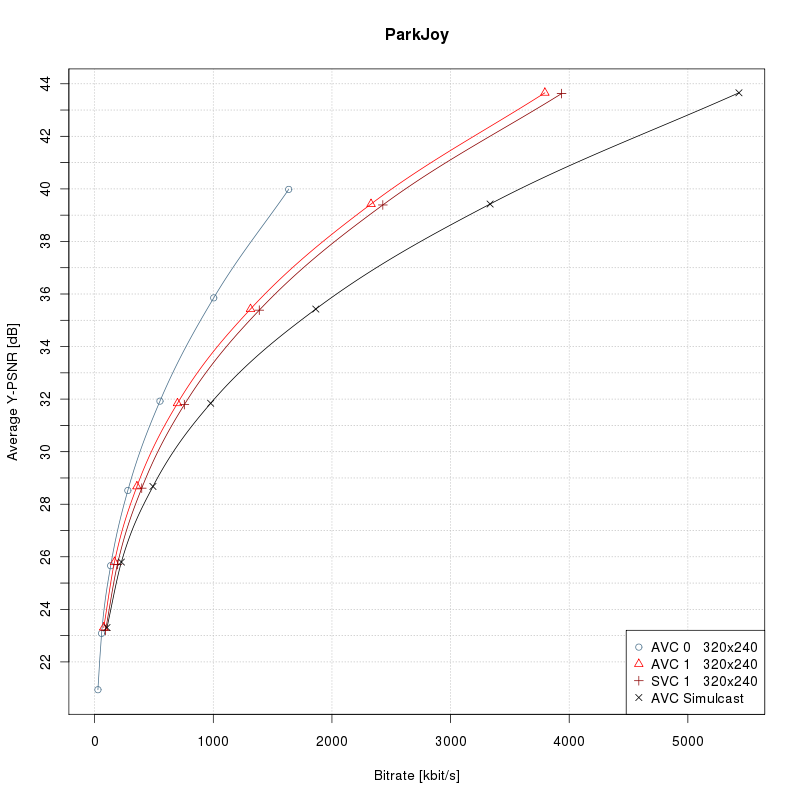 ParkJoy
44
42
40
38
36
34
32
30
28
26
24
22
Average Y-PSNR [dB]
AVC 0 320x240
AVC 1 320x240
SVC 1 320x240
AVC Simulcast
0 1000 2000 3000 4000 5000
Bitrate [kbit/s]